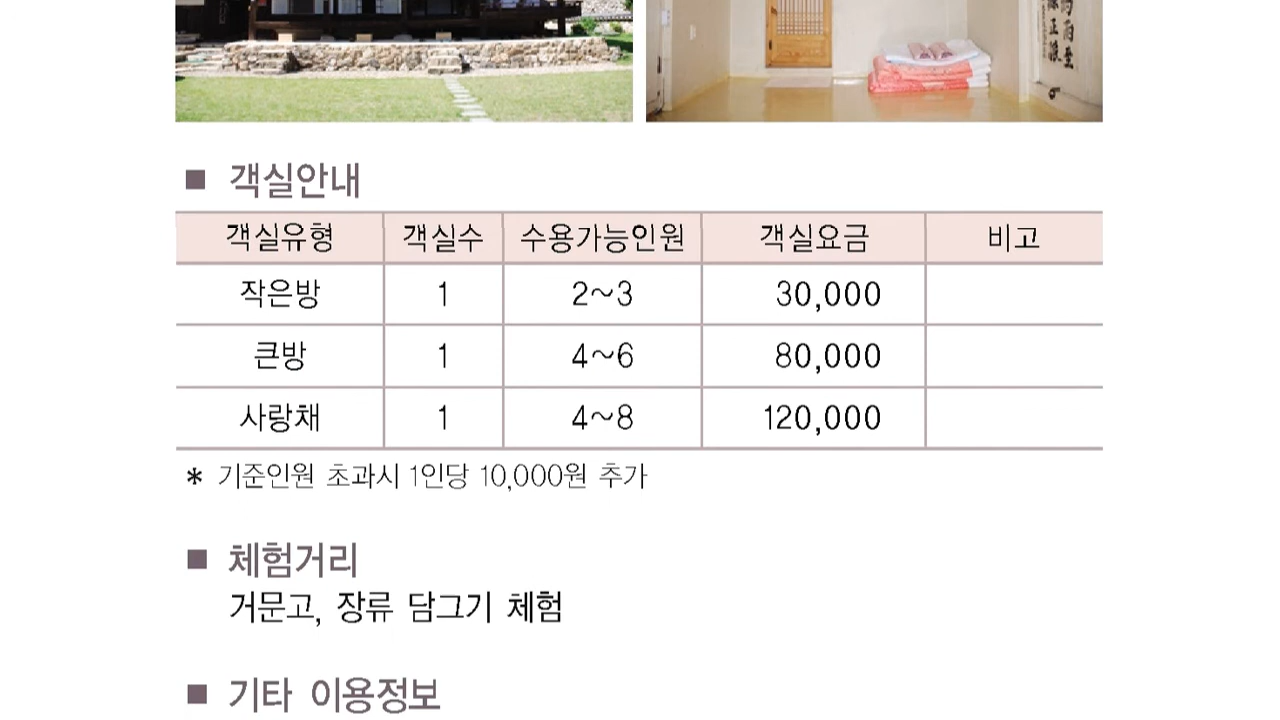 ■ 객실안내
객실유형 객실수 수용가능인원 객실요금 비고
작은방 1 2~3 30,000
큰방 1 4~6 80,000
사랑채 1 4~8 120,000
* 기준인원 초과시 1인당 10,000원 추가
■ 체험거리
거문고, 장류 담그기 체험
■ 기타 이용정보